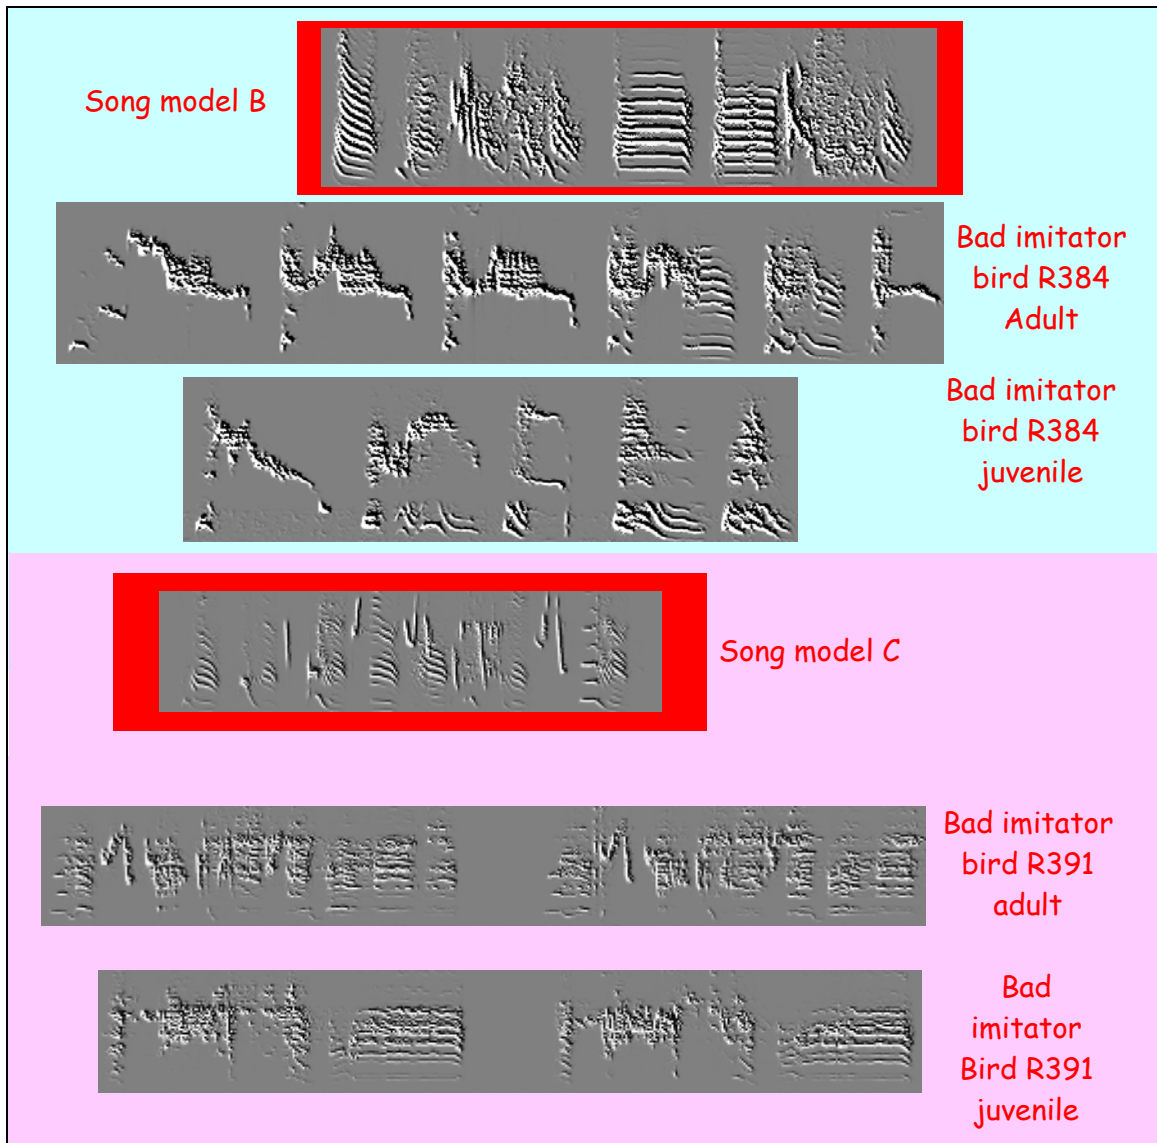 Song model B
Bad imitator
bird R384
Adult
Bad imitator
bird R384
juvenile
Song model C
Bad imitator
bird R391
adult
Bad
imitator
Bird R391
juvenile